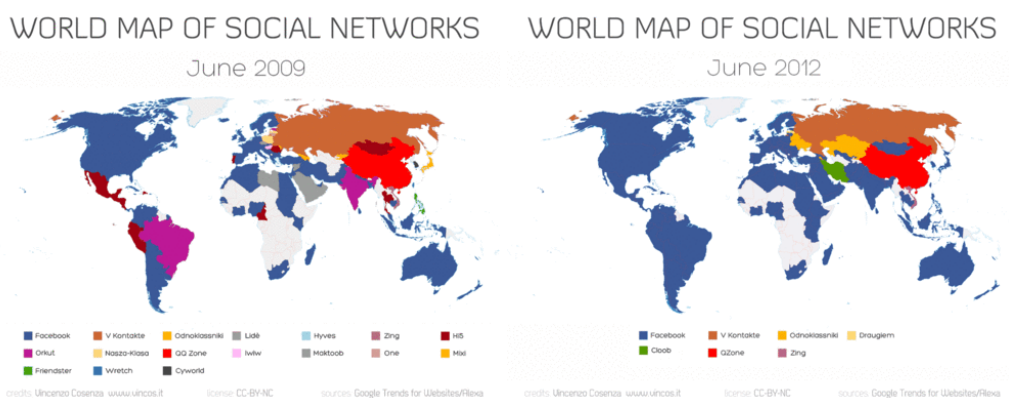 WORLD MAP OF SOCIAL NETWORKS
June 2009
Facebook V Kontakte Odnoklassniki Lidé Hyves Zing Hi5
Orkut Nasza-Klasa QQ Zone Iwiw Maktoob One Mixi
Friendster Wretch Cyworld
credits: Vincenzo Cosenza www.vincos.it license: CC-BY-NC sources: Google Trends for Websites/Alexa
WORLD MAP OF SOCIAL NETWORKS
June 2012
Facebook V Kontakte Odnoklassniki Draugiem
Cloob QZone Zing
credits: Vincenzo Cosenza www.vincos.it license: CC-BY-NC sources: Google Trends for Websites/Alexa